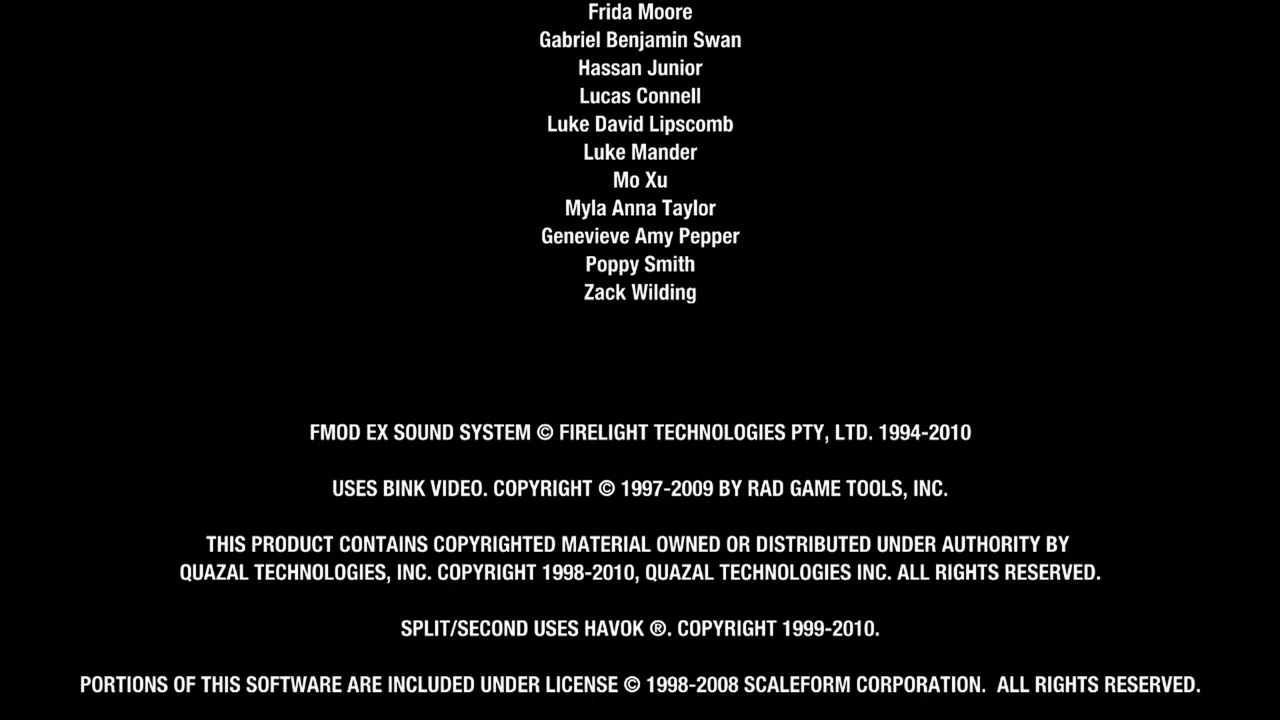 Frida Moore
Gabriel Benjamin Swan
Hassan Junior
Lucas Connell
Luke David Lipscomb
Luke Mander
Mo Xu
Myla Anna Taylor
Genevieve Amy Pepper
Poppy Smith
Zack Wilding
FMOD EX SOUND SYSTEM © FIRELIGHT TECHNOLOGIES PTY, LTD. 1994-2010
USES BINK VIDEO. COPYRIGHT © 1997-2009 BY RAD GAME TOOLS, INC.
THIS PRODUCT CONTAINS COPYRIGHTED MATERIAL OWNED OR DISTRIBUTED UNDER AUTHORITY BY
QUAZAL TECHNOLOGIES, INC. COPYRIGHT 1998-2010, QUAZAL TECHNOLOGIES INC. ALL RIGHTS RESERVED.
SPLIT/SECOND USES HAVOK ®. COPYRIGHT 1999-2010.
PORTIONS OF THIS SOFTWARE ARE INCLUDED UNDER LICENSE © 1998-2008 SCALEFORM CORPORATION.  ALL RIGHTS RESERVED.